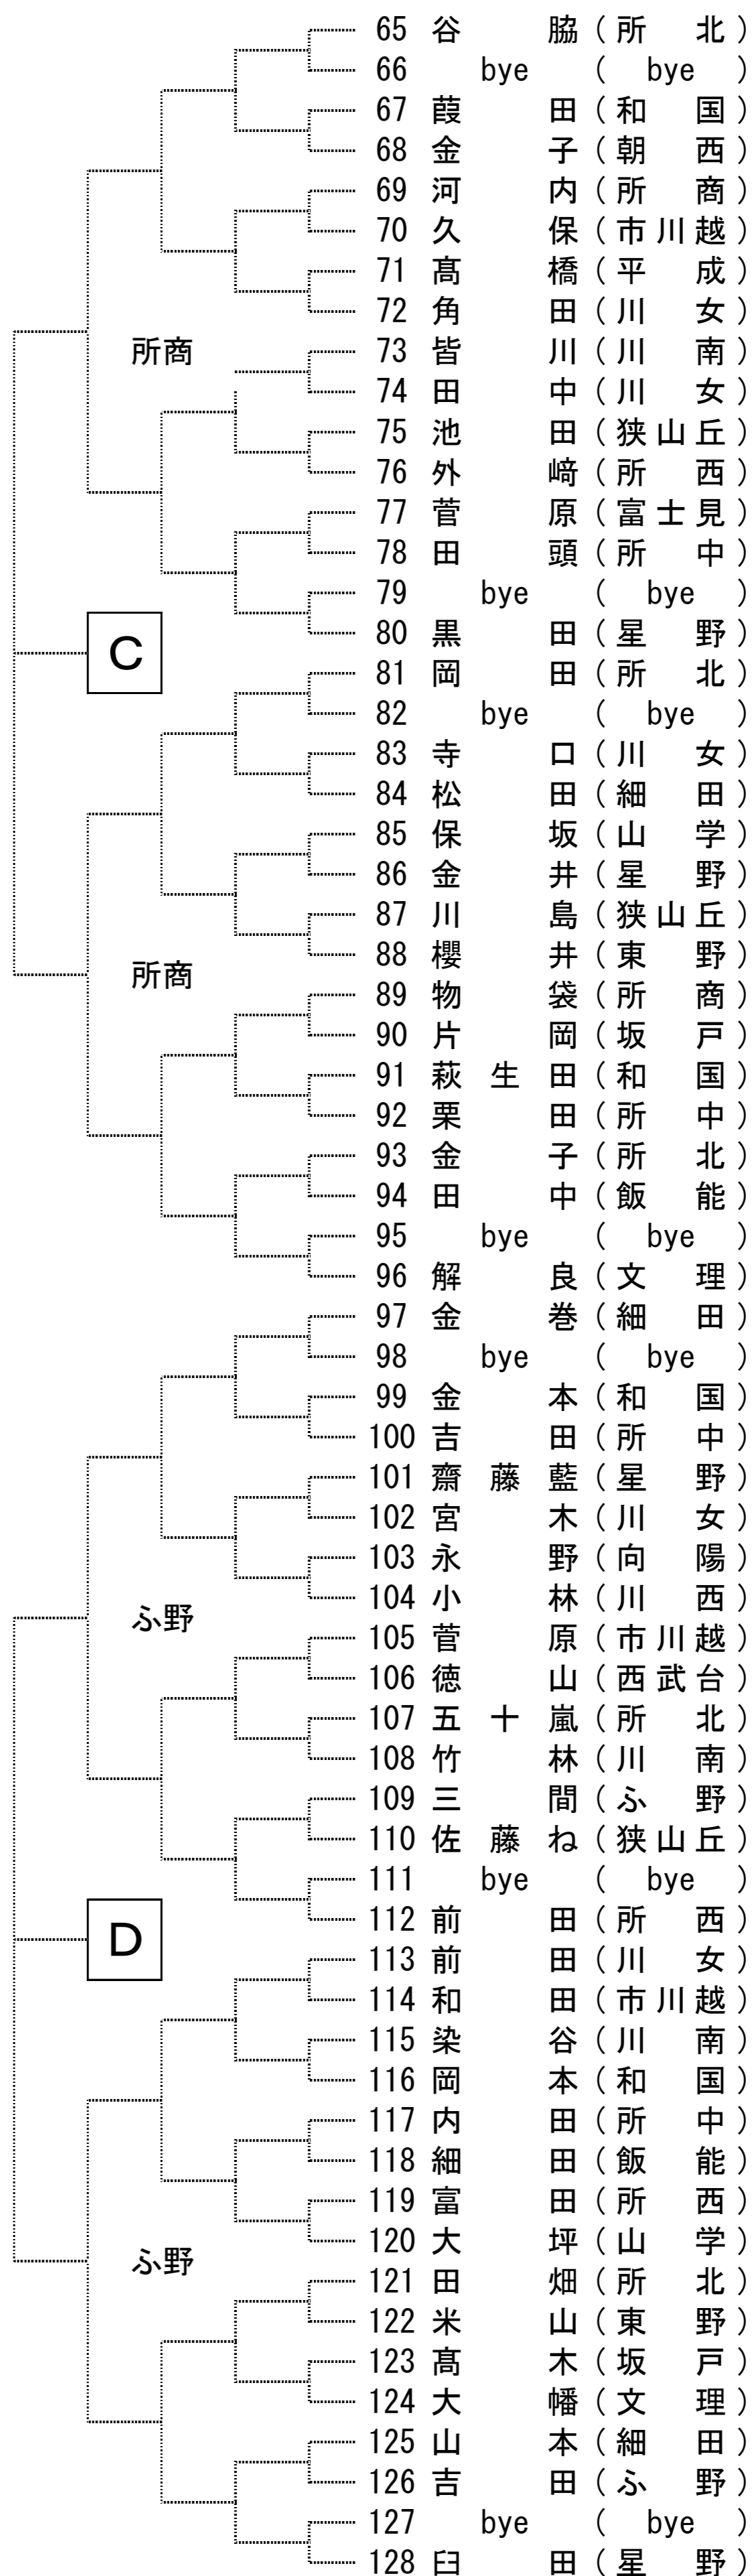 65 谷 脇（所 北）
66 bye （ bye ）
67 葭 田（和 国）
68 金 子（朝 西）
69 河 内（所 商）
70 久 保（市川越）
71 髙 橋（平 成）
72 角 田（川 女）
所商
73 皆 川（川 南）
74 田 中（川 女）
75 池 田（狭山丘）
76 外 﨑（所 西）
77 菅 原（富士見）
78 田 頭（所 中）
79 bye （ bye ）
80 黒 田（星 野）
C
81 岡 田（所 北）
82 bye （ bye ）
83 寺 口（川 女）
84 松 田（細 田）
85 保 坂（山 学）
86 金 井（星 野）
87 川 島（狭山丘）
88 櫻 井（東 野）
所商
89 物 袋（所 商）
90 片 岡（坂 戸）
91 萩 生 田（和 国）
92 栗 田（所 中）
93 金 子（所 北）
94 田 中（飯 能）
95 bye （ bye ）
96 解 良（文 理）
97 金 巻（細 田）
98 bye （ bye ）
99 金 本（和 国）
100 吉 田（所 中）
101 齋 藤 藍（星 野）
102 宮 木（川 女）
103 永 野（向 陽）
104 小 林（川 西）
ふ野
105 菅 原（市川越）
106 徳 山（西武台）
107 五 十 嵐（所 北）
108 竹 林（川 南）
109 三 間（ふ 野）
110 佐 藤 ね（狭山丘）
111 bye （ bye ）
112 前 田（所 西）
D
113 前 田（川 女）
114 和 田（市川越）
115 染 谷（川 南）
116 岡 本（和 国）
117 内 田（所 中）
118 細 田（飯 能）
119 富 田（所 西）
120 大 坪（山 学）
ふ野
121 田 畑（所 北）
122 米 山（東 野）
123 髙 木（坂 戸）
124 大 幡（文 理）
125 山 本（細 田）
126 吉 田（ふ 野）
127 bye （ bye ）
128 臼 田（星 野）